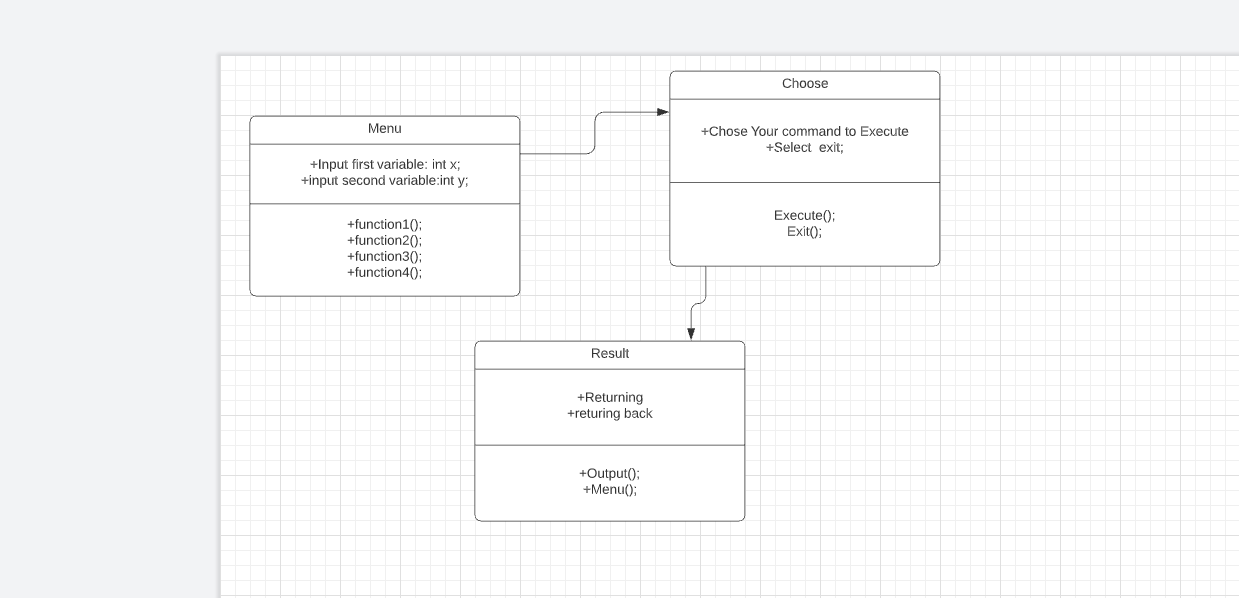 Menu
+Input first variable: int x;
+input second variable:int y;
+function1();
+function2();
+function3();
+function4();
Choose
+Chose Your command to Execute
+Select  exit;
Execute();
Exit();
Result
+Returning
+returing back
+Output();
+Menu();